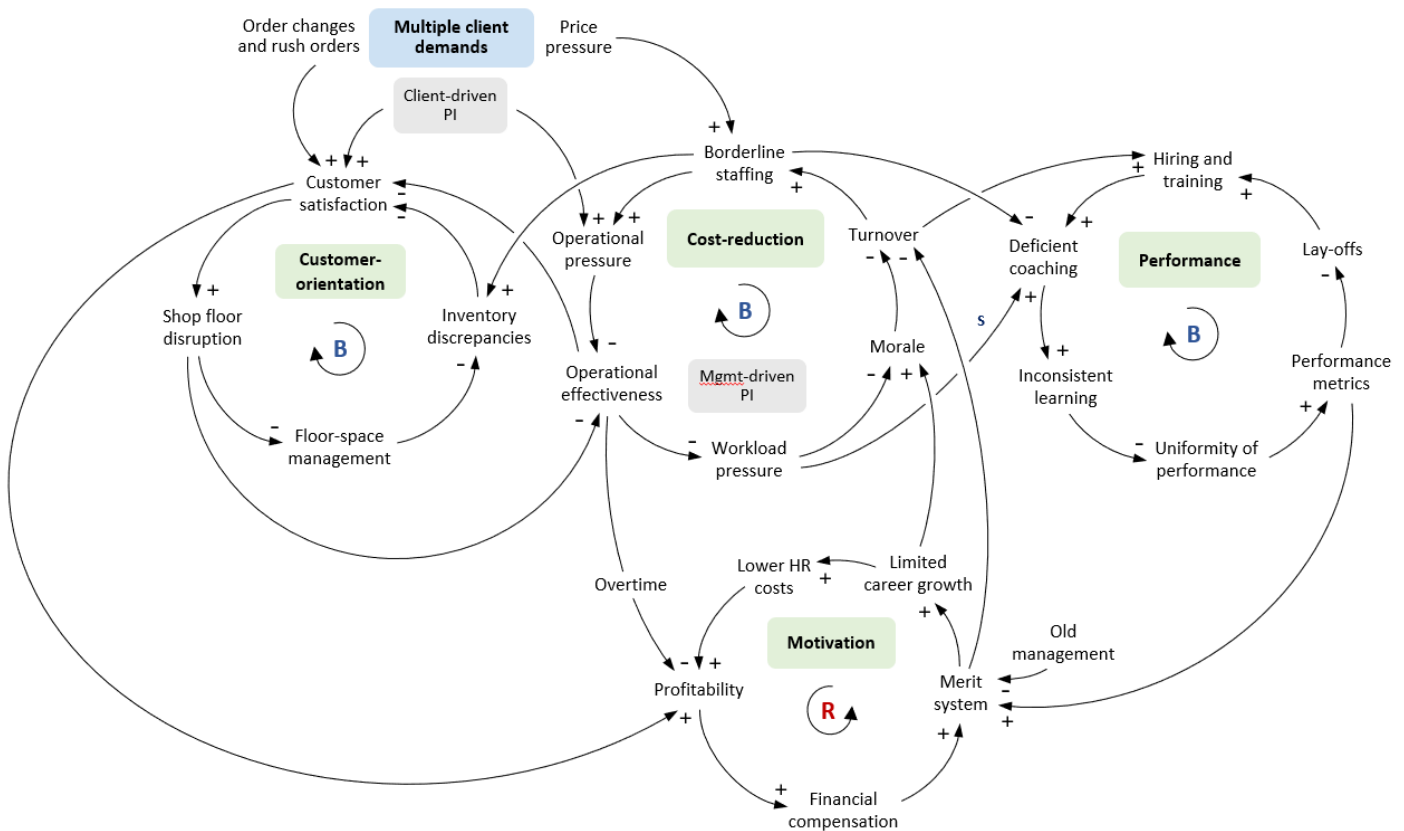 Order changes
and rush orders
Multiple client
demands
Price
pressure
Client-driven
PI
+ +
-
-
Customer
satisfaction
+
Borderline
staffing
+
+
Hiring and
training
+
+ +
Operational
pressure
Cost-reduction
Turnover
- -
-
Deficient
coaching
+
+
Performance
Lay-offs
-
Customer-
orientation
B
+
Shop floor
disruption
+
Inventory
discrepancies
-
B
s
B
-
Operational
effectiveness
-
Mgmt-driven
PI
Morale
- +
+
Inconsistent
learning
Performance
metrics
+
-
Floor-space
management
-
Workload
pressure
-
Uniformity of
performance
Overtime
Lower HR
costs
+
Limited
career growth
+
Motivation
Old
management
- +
Profitability
+
R
Merit
system
-
+
+
+
Financial
compensation